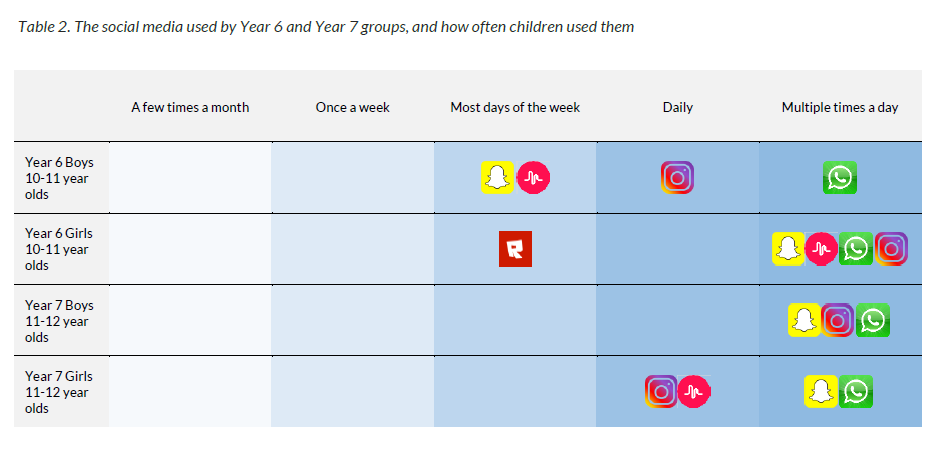 Table 2. The social media used by Year 6 and Year 7 groups, and how often children used them
A few times a month
Once a week
Most days of the week
Daily
Multiple times a day
Year 6 Boys
10-11 year
olds
Year 6 Girls
10-11 year
olds
Year 7 Boys
11-12 year
olds
Year 7 Girls
11-12 year
olds